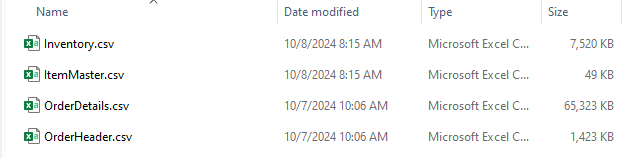 Name Date modified Type Size
Inventory.csv 10/8/2024 8:15 AM Microsoft Excel C... 7,520 KB
ItemMaster.csv 10/8/2024 8:15 AM Microsoft Excel C... 49 KB
OrderDetails.csv 10/7/2024 10:06 AM Microsoft Excel C... 65,323 KB
OrderHeader.csv 10/7/2024 10:06 AM Microsoft Excel C... 1,423 KB